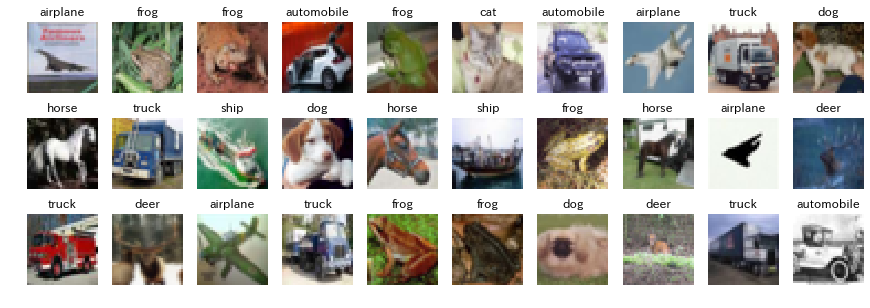 airplane frog frog automobile frog cat automobile airplane truck dog
horse truck ship dog horse ship frog horse airplane deer
truck deer airplane truck frog frog dog deer truck automobile